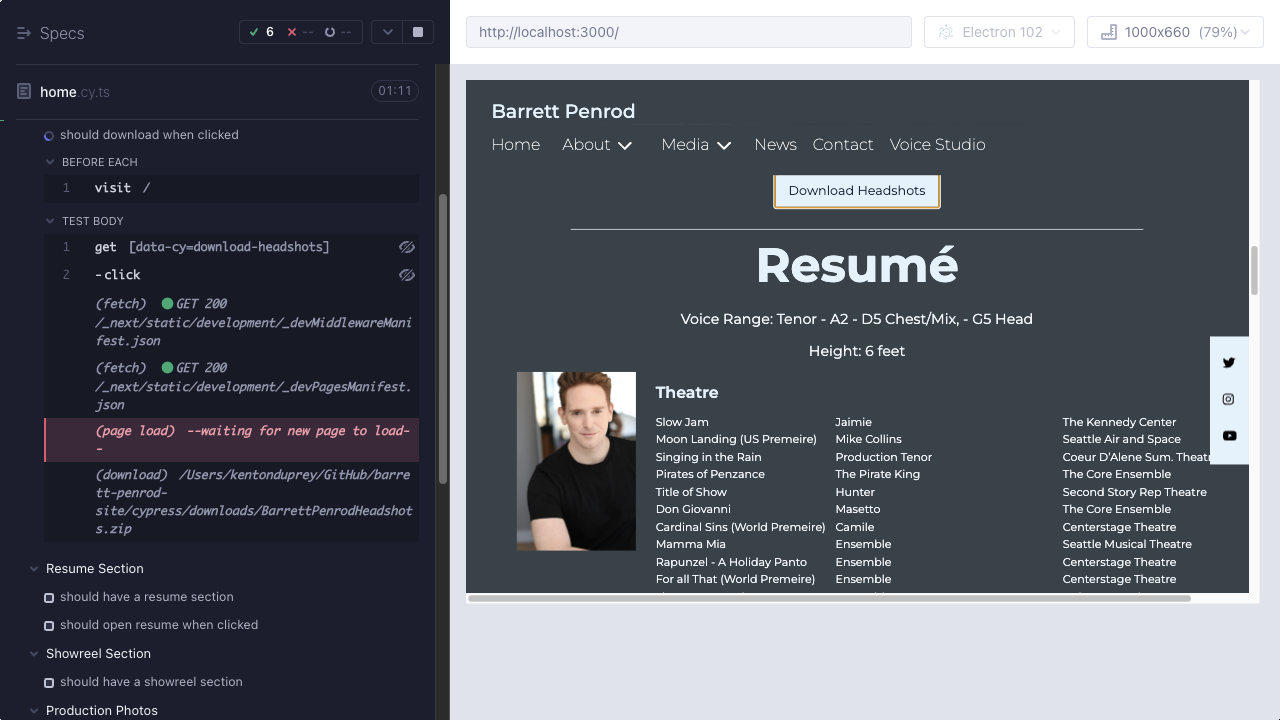 Specs
6 -- --
home.cy.ts 01:11
should download when clicked
BEFORE EACH
1 visit /
TEST BODY
1 get [data-cy=download-headshots]
2 -click
(fetch) GET 200
/_next/static/development/_devMiddlewareMani
fest.json
(fetch) GET 200
/_next/static/development/_devPagesManifest.
json
(page load) --waiting for new page to load-
-
(download) /Users/kentonduprey/GitHub/barre
tt-penrod-
site/cypress/downloads/BarrettPenrodHeadshot
s.zip
Resume Section
should have a resume section
should open resume when clicked
Showreel Section
should have a showreel section
Production Photos
http://localhost:3000/
Electron 102
1000x660 (79%)
Barrett Penrod
Home About Media News Contact Voice Studio
Download Headshots
Resumé
Voice Range: Tenor - A2 - D5 Chest/Mix, - G5 Head
Height: 6 feet
Theatre
Slow Jam Jaimie The Kennedy Center
Moon Landing (US Premeire) Mike Collins Seattle Air and Space
Singing in the Rain Production Tenor Coeur D'Alene Sum. Theatr
Pirates of Penzance The Pirate King The Core Ensemble
Title of Show Hunter Second Story Rep Theatre
Don Giovanni Masetto The Core Ensemble
Cardinal Sins (World Premeire) Camile Centerstage Theatre
Mamma Mia Ensemble Seattle Musical Theatre
Rapunzel - A Holiday Panto Ensemble Centerstage Theatre
For all That (World Premeire) Ensemble Centerstage Theatre